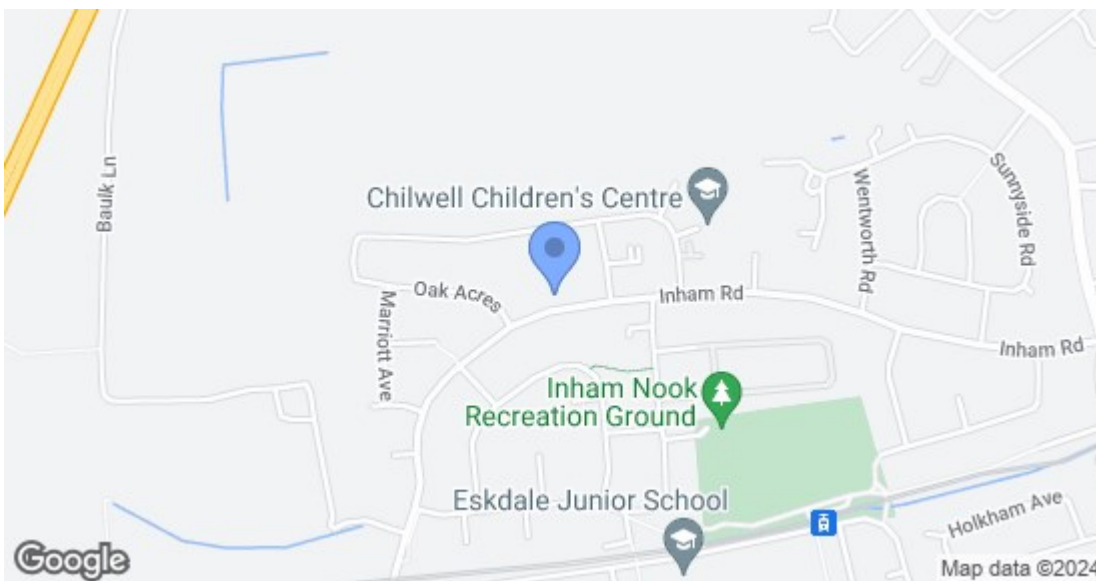 Baulk Ln
Chilwell Children's Centre
Wentworth Rd
Sunnyside Rd
Oak Acres
Marriott Ave
Inham Rd
Inham Rd
Inham Nook
Recreation Ground
Eskdale Junior School
Holkham Ave
Google
Map data ©2024